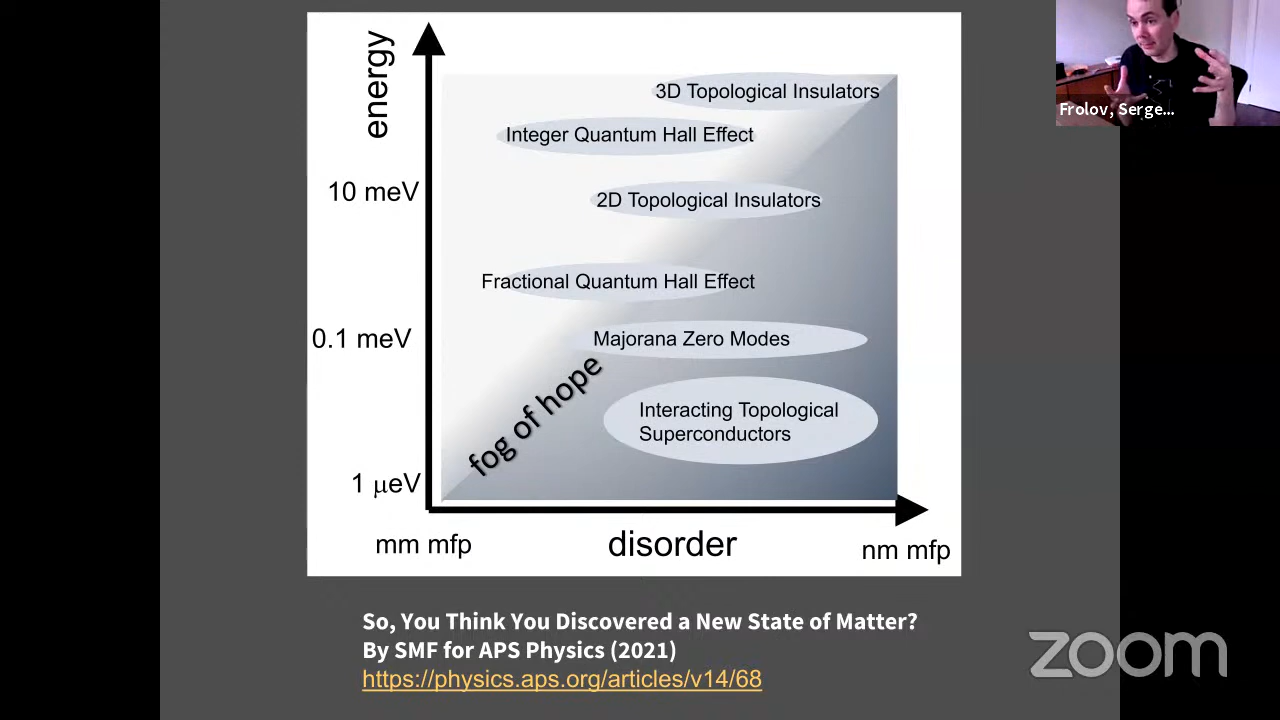 energy
3D Topological Insulators
Frolov, Serge...
Integer Quantum Hall Effect
10 meV
2D Topological Insulators
Fractional Quantum Hall Effect
0.1 meV
Majorana Zero Modes
fog of hope
Interacting Topological
Superconductors
1 μeV
mm mfp
disorder
nm mfp
So, You Think You Discovered a New State of Matter?
By SMF for APS Physics (2021)
https://physics.aps.org/articles/v14/68
zoom